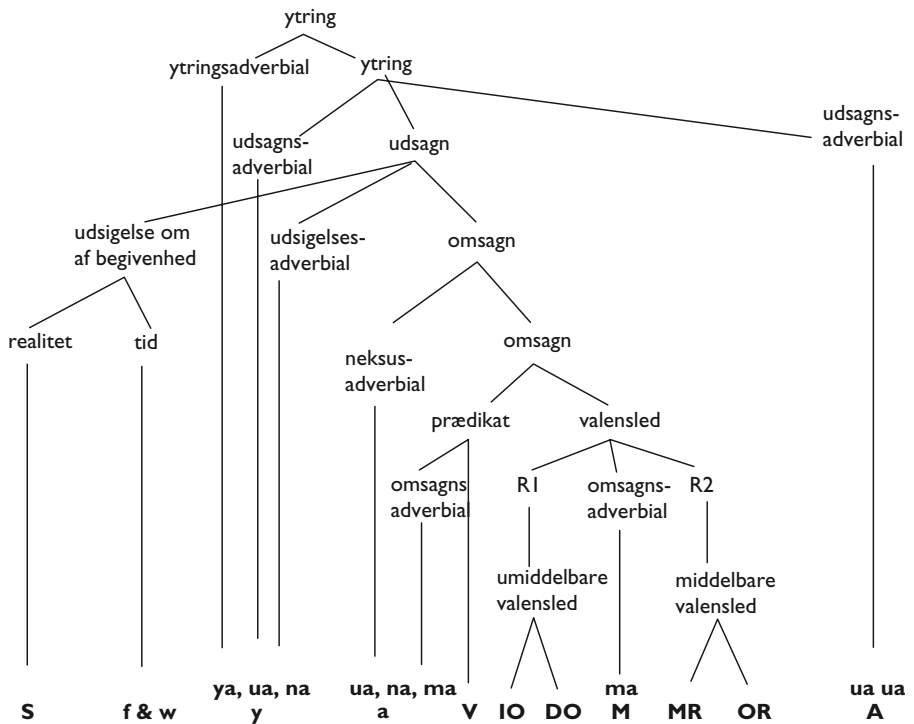 ytring
ytringsadverbial
ytring
udsagns-
adverbial
udsagns-
adverbial
udsagn
udsigelse om
af begivenhed
udsigelses-
adverbial
omsagn
realitet
tid
neksus-
adverbial
omsagn
prædikat
valensled
omsagns
adverbial
R1
omsagns-
adverbial
R2
umiddelbare
valensled
middelbare
valensled
ya, ua, na
ua, na, ma
ma
ua ua
S
f & w
y
a
V
IO
DO
M
MR
OR
A